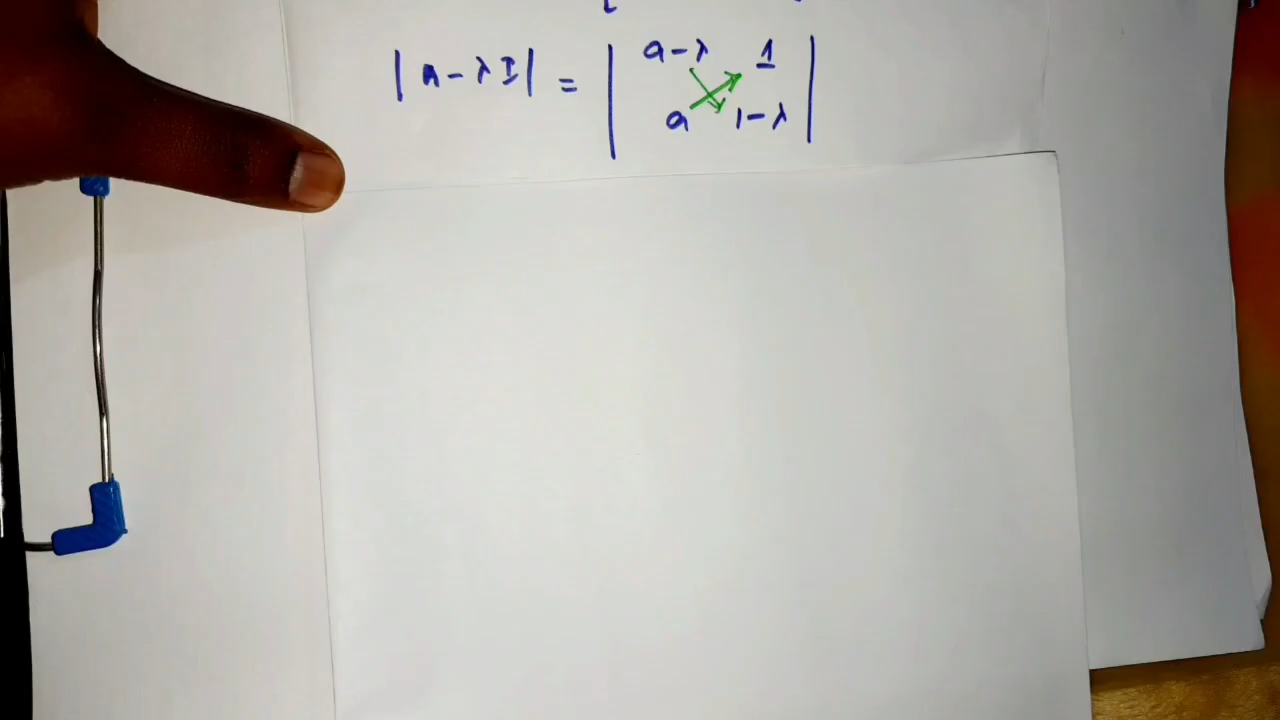 |A-λI| = | a-λ 1 |
| a 1-λ |